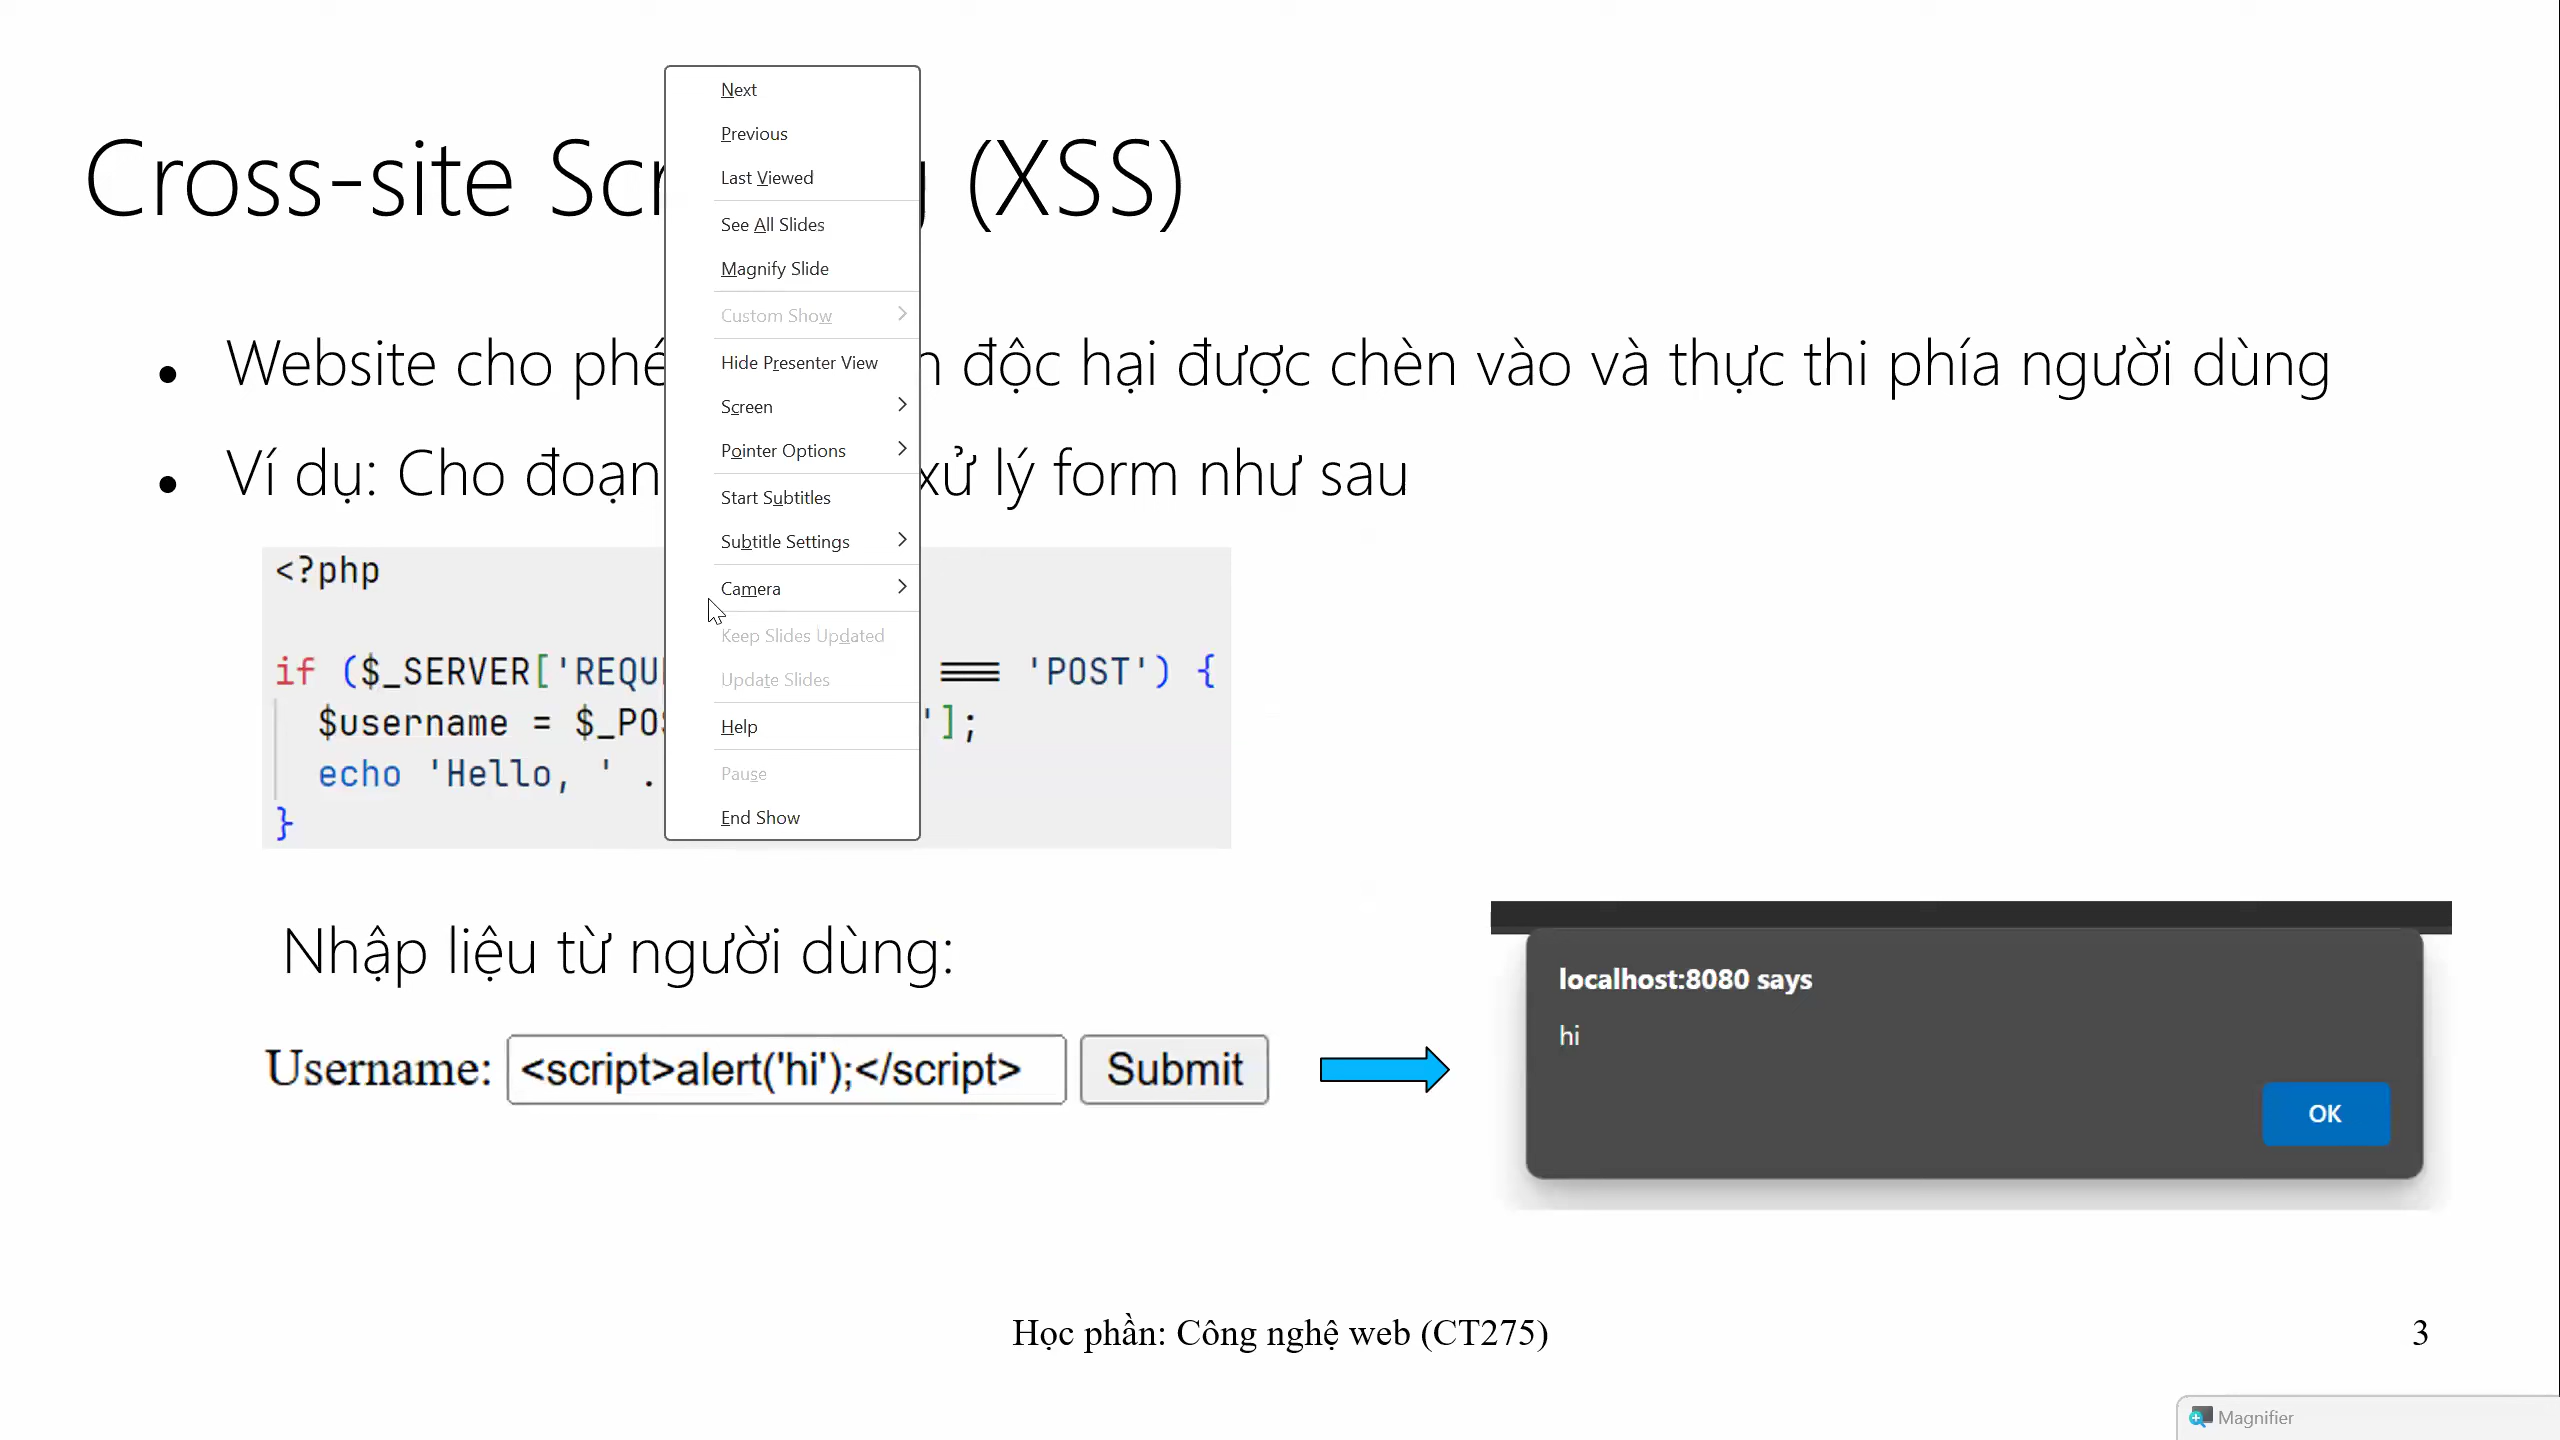 Cross-site Scr (XSS)
Website cho phé độc hại được chèn vào và thực thi phía người dùng
Ví dụ: Cho đoạn xử lý form như sau
Next
Previous
Last Viewed
See All Slides
Magnify Slide
Custom Show
Hide Presenter View
Screen
Pointer Options
Start Subtitles
Subtitle Settings
Camera
Keep Slides Updated
Update Slides
Help
Pause
End Show
<?php
if ($_SERVER['REQU === 'POST') {
$username = $_POS '];
echo 'Hello, ' .
}
Nhập liệu từ người dùng:
Username: <script>alert('hi');</script> Submit
localhost:8080 says
hi
OK
Học phần: Công nghệ web (CT275)
3
Magnifier